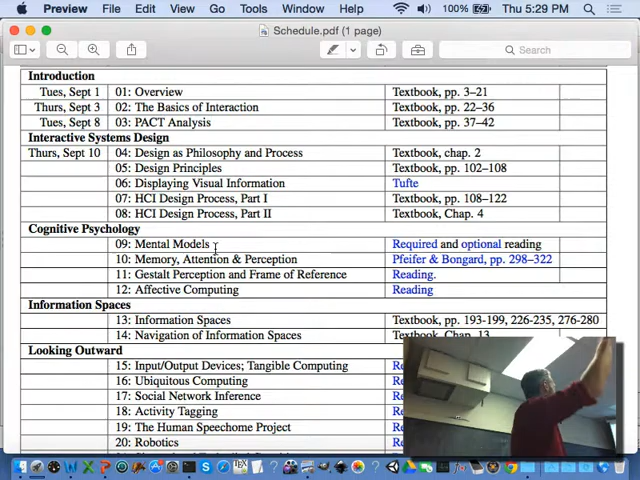 Preview File Edit View Go Tools Window Help 100% Thu 5:29 PM
Schedule.pdf (1 page)
Search
Introduction
Tues, Sept 1 01: Overview Textbook, pp. 3–21
Thurs, Sept 3 02: The Basics of Interaction Textbook, pp. 22–36
Tues, Sept 8 03: PACT Analysis Textbook, pp. 37–42
Interactive Systems Design
Thurs, Sept 10 04: Design as Philosophy and Process Textbook, chap. 2
05: Design Principles Textbook, pp. 102–108
06: Displaying Visual Information Tufte
07: HCI Design Process, Part I Textbook, pp. 108–122
08: HCI Design Process, Part II Textbook, Chap. 4
Cognitive Psychology
09: Mental Models Required and optional reading
10: Memory, Attention & Perception Pfeifer & Bongard, pp. 298–322
11: Gestalt Perception and Frame of Reference Reading.
12: Affective Computing Reading
Information Spaces
13: Information Spaces Textbook, pp. 193-199, 226-235, 276-280
14: Navigation of Information Spaces Textbook, Chap. 13
Looking Outward
15: Input/Output Devices; Tangible Computing
16: Ubiquitous Computing
17: Social Network Inference
18: Activity Tagging
19: The Human Speechome Project
20: Robotics